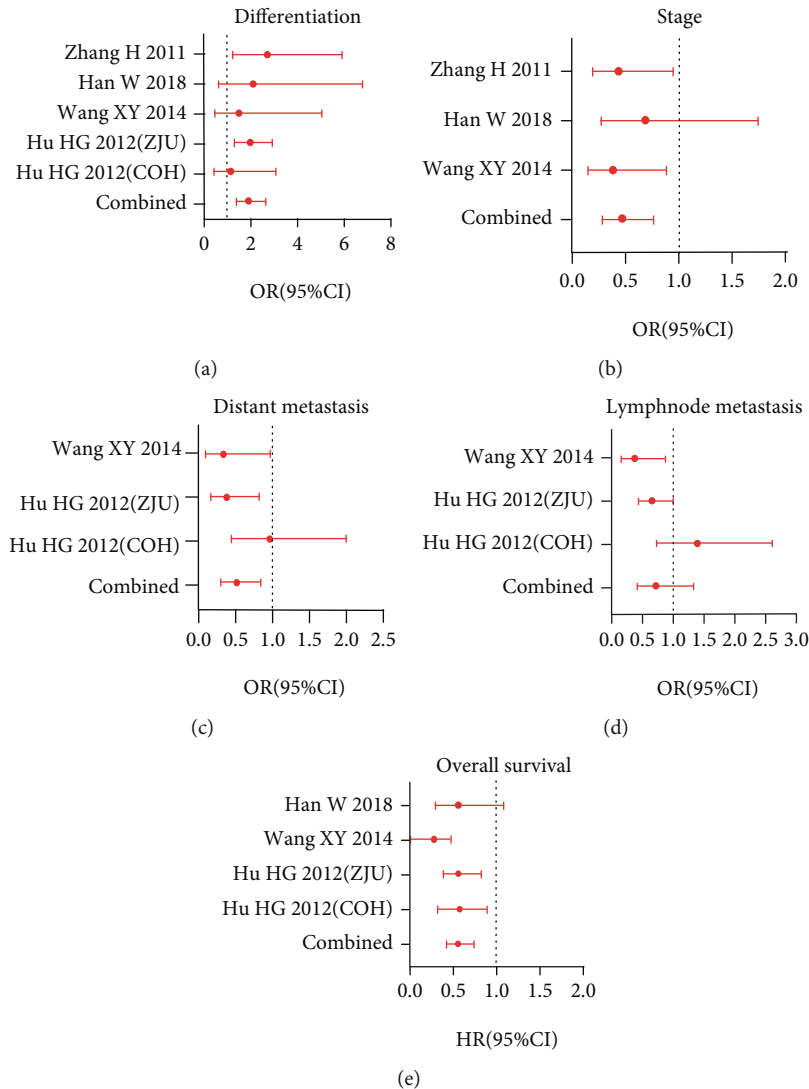 Differentiation
Zhang H 2011
Han W 2018
Wang XY 2014
Hu HG 2012(ZJU)
Hu HG 2012(COH)
Combined
0 2 4 6 8
OR(95%CI)
(a)
Stage
Zhang H 2011
Han W 2018
Wang XY 2014
Combined
0.0 0.5 1.0 1.5 2.0
OR(95%CI)
(b)
Distant metastasis
Wang XY 2014
Hu HG 2012(ZJU)
Hu HG 2012(COH)
Combined
0.0 0.5 1.0 1.5 2.0 2.5
OR(95%CI)
(c)
Lymphnode metastasis
Wang XY 2014
Hu HG 2012(ZJU)
Hu HG 2012(COH)
Combined
0.0 0.5 1.0 1.5 2.0 2.5 3.0
OR(95%CI)
(d)
Overall survival
Han W 2018
Wang XY 2014
Hu HG 2012(ZJU)
Hu HG 2012(COH)
Combined
0.0 0.5 1.0 1.5 2.0
HR(95%CI)
(e)